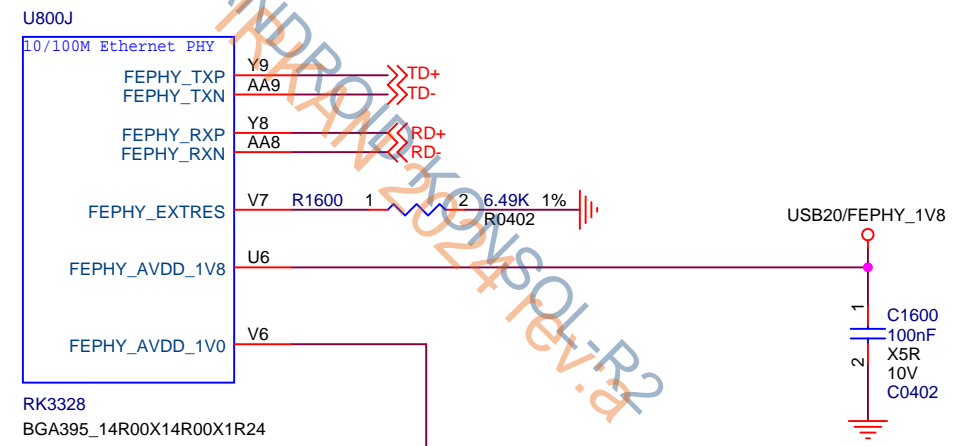 U800J
10/100M Ethernet PHY
FEPHY_TXP Y9 TD+
FEPHY_TXN AA9 TD-
FEPHY_RXP Y8 RD+
FEPHY_RXN AA8 RD-
FEPHY_EXTRES V7 R1600 1 2 6.49K 1%
R0402
USB20/FEPHY_1V8
FEPHY_AVDD_1V8 U6
1 C1600
100nF
X5R
2 10V
C0402
FEPHY_AVDD_1V0 V6
RK3328
BGA395_14R00X14R00X1R24
NDROID KONSOL-R2
RKAN 2024 rev.a